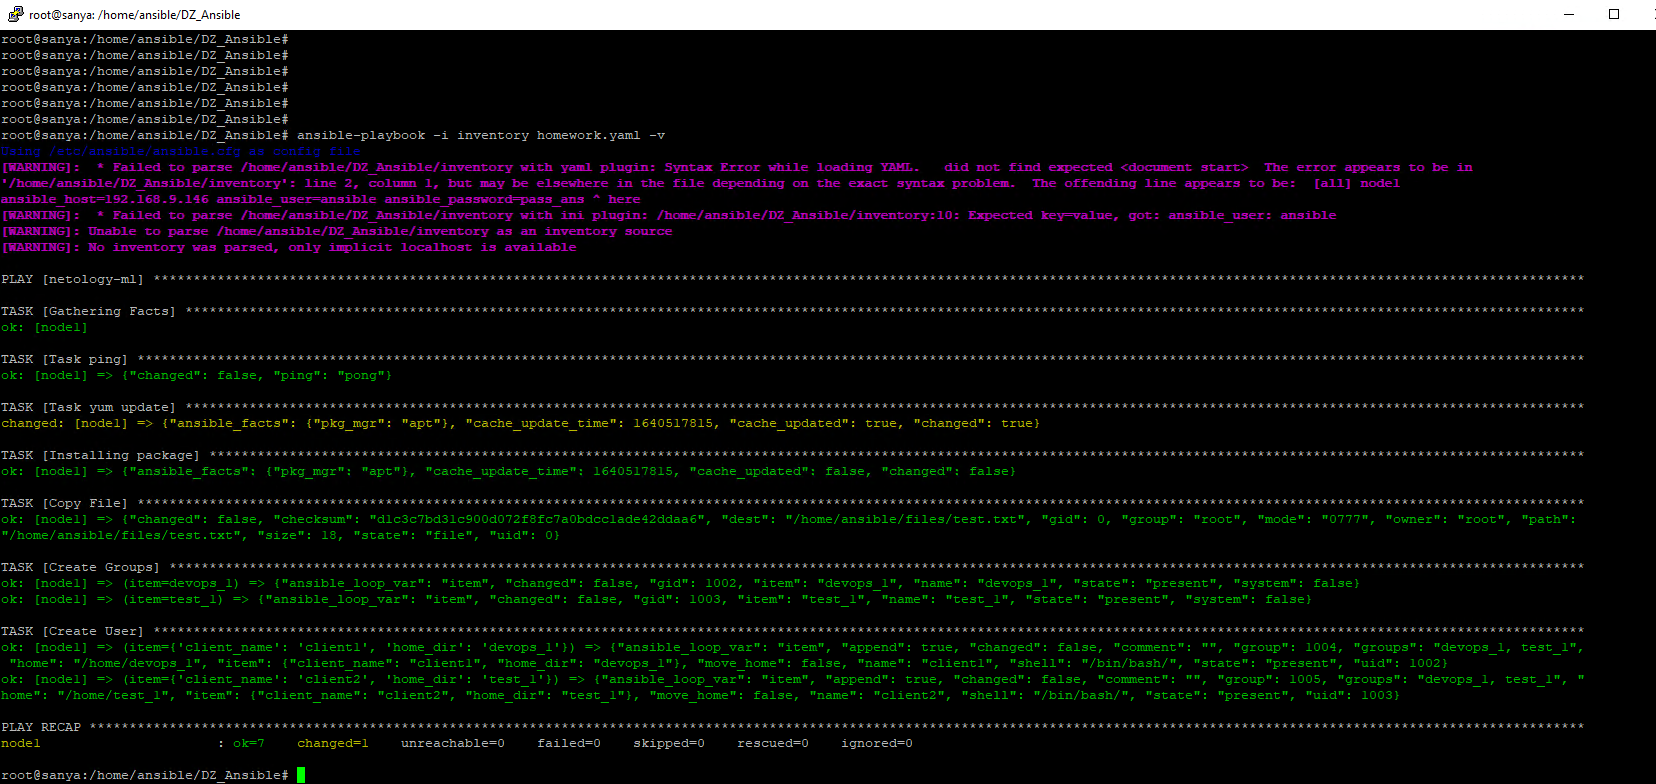 root@sanya: /home/ansible/DZ_Ansible
root@sanya:/home/ansible/DZ_Ansible#
root@sanya:/home/ansible/DZ_Ansible#
root@sanya:/home/ansible/DZ_Ansible#
root@sanya:/home/ansible/DZ_Ansible#
root@sanya:/home/ansible/DZ_Ansible#
root@sanya:/home/ansible/DZ_Ansible#
root@sanya:/home/ansible/DZ_Ansible# ansible-playbook -i inventory homework.yaml -v
Using /etc/ansible/ansible.cfg as config file
[WARNING]:  * Failed to parse /home/ansible/DZ_Ansible/inventory with yaml plugin: Syntax Error while loading YAML.   did not find expected <document start>  The error appears to be in
'/home/ansible/DZ_Ansible/inventory': line 2, column 1, but may be elsewhere in the file depending on the exact syntax problem.  The offending line appears to be:  [all] node1
ansible_host=192.168.9.146 ansible_user=ansible ansible_password=pass_ans ^ here
[WARNING]:  * Failed to parse /home/ansible/DZ_Ansible/inventory with ini plugin: /home/ansible/DZ_Ansible/inventory:10: Expected key=value, got: ansible_user: ansible
[WARNING]: Unable to parse /home/ansible/DZ_Ansible/inventory as an inventory source
[WARNING]: No inventory was parsed, only implicit localhost is available
PLAY [netology-ml] ***********************************************************************************************************************************************************************************
TASK [Gathering Facts] *******************************************************************************************************************************************************************************
ok: [node1]
TASK [Task ping] *************************************************************************************************************************************************************************************
ok: [node1] => {"changed": false, "ping": "pong"}
TASK [Task yum update] *******************************************************************************************************************************************************************************
changed: [node1] => {"ansible_facts": {"pkg_mgr": "apt"}, "cache_update_time": 1640517815, "cache_updated": true, "changed": true}
TASK [Installing package] ****************************************************************************************************************************************************************************
ok: [node1] => {"ansible_facts": {"pkg_mgr": "apt"}, "cache_update_time": 1640517815, "cache_updated": false, "changed": false}
TASK [Copy File] *************************************************************************************************************************************************************************************
ok: [node1] => {"changed": false, "checksum": "d1c3c7bd31c900d072f8fc7a0bdcc1ade42ddaa6", "dest": "/home/ansible/files/test.txt", "gid": 0, "group": "root", "mode": "0777", "owner": "root", "path":
"/home/ansible/files/test.txt", "size": 18, "state": "file", "uid": 0}
TASK [Create Groups] *********************************************************************************************************************************************************************************
ok: [node1] => (item=devops_1) => {"ansible_loop_var": "item", "changed": false, "gid": 1002, "item": "devops_1", "name": "devops_1", "state": "present", "system": false}
ok: [node1] => (item=test_1) => {"ansible_loop_var": "item", "changed": false, "gid": 1003, "item": "test_1", "name": "test_1", "state": "present", "system": false}
TASK [Create User] ***********************************************************************************************************************************************************************************
ok: [node1] => (item={'client_name': 'client1', 'home_dir': 'devops_1'}) => {"ansible_loop_var": "item", "append": true, "changed": false, "comment": "", "group": 1004, "groups": "devops_1, test_1",
"home": "/home/devops_1", "item": {"client_name": "client1", "home_dir": "devops_1"}, "move_home": false, "name": "client1", "shell": "/bin/bash/", "state": "present", "uid": 1002}
ok: [node1] => (item={'client_name': 'client2', 'home_dir': 'test_1'}) => {"ansible_loop_var": "item", "append": true, "changed": false, "comment": "", "group": 1005, "groups": "devops_1, test_1", "
home": "/home/test_1", "item": {"client_name": "client2", "home_dir": "test_1"}, "move_home": false, "name": "client2", "shell": "/bin/bash/", "state": "present", "uid": 1003}
PLAY RECAP *******************************************************************************************************************************************************************************************
node1                      : ok=7    changed=1    unreachable=0    failed=0    skipped=0    rescued=0    ignored=0
root@sanya:/home/ansible/DZ_Ansible#